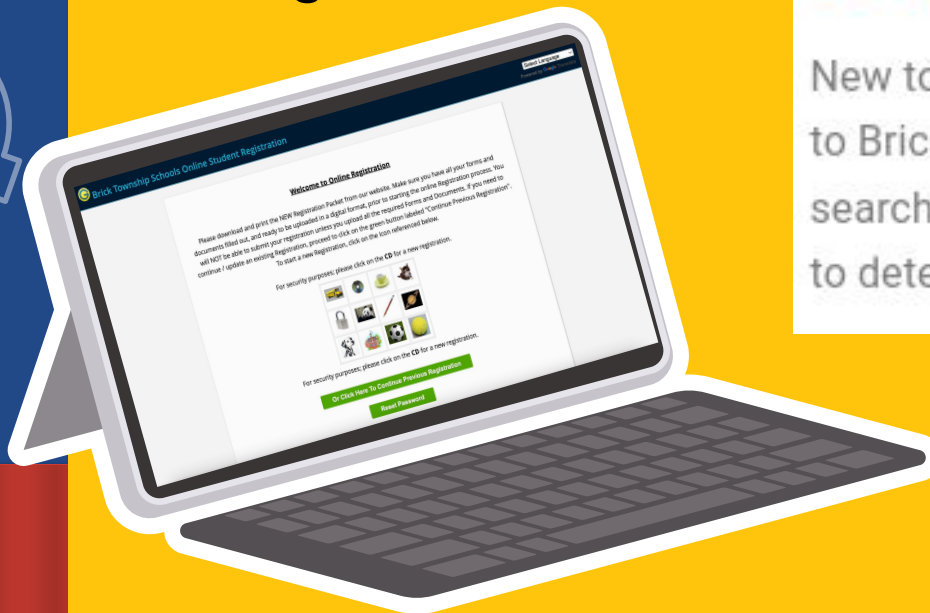 Select Language
Powered by Google Translate
Brick Township Schools Online Student Registration
Welcome to Online Registration
Please download and print the NEW Registration Packet from our website. Make sure you have all your forms and
documents filled out, and ready to be uploaded in a digital format, prior to starting the online Registration process. You
will NOT be able to submit your registration unless you upload all the required Forms and Documents. If you need to
continue / update an existing Registration, proceed to click on the green button labeled "Continue Previous Registration".
To start a new Registration, click on the icon referenced below.
For security purposes; please click on the CD for a new registration.
For security purposes; please click on the CD for a new registration.
Or Click Here To Continue Previous Registration
Reset Password
New to
to Bric
search
to dete